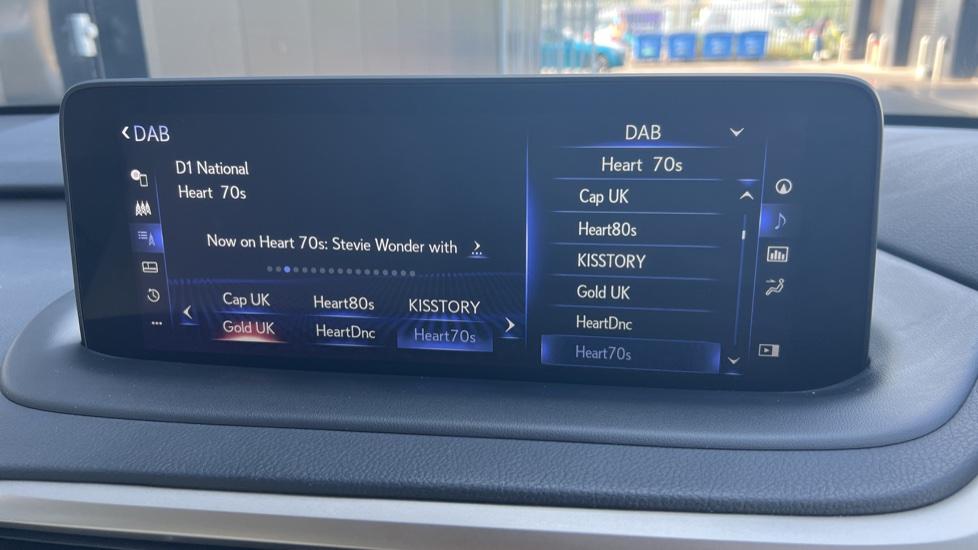 DAB
D1 National
Heart 70s
Now on Heart 70s: Stevie Wonder with
Cap UK Heart80s KISSTORY
Gold UK HeartDnc Heart70s
DAB
Heart 70s
Cap UK
Heart80s
KISSTORY
Gold UK
HeartDnc
Heart70s